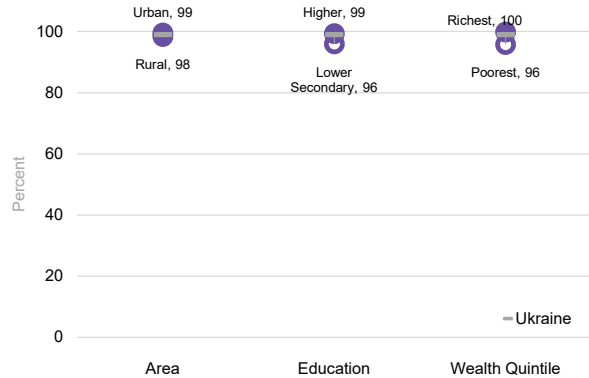 Urban, 99
Higher, 99
Richest, 100
100
Rural, 98
Lower
Secondary, 96
Poorest, 96
80
60
Percent
40
20
Ukraine
0
Area
Education
Wealth Quintile